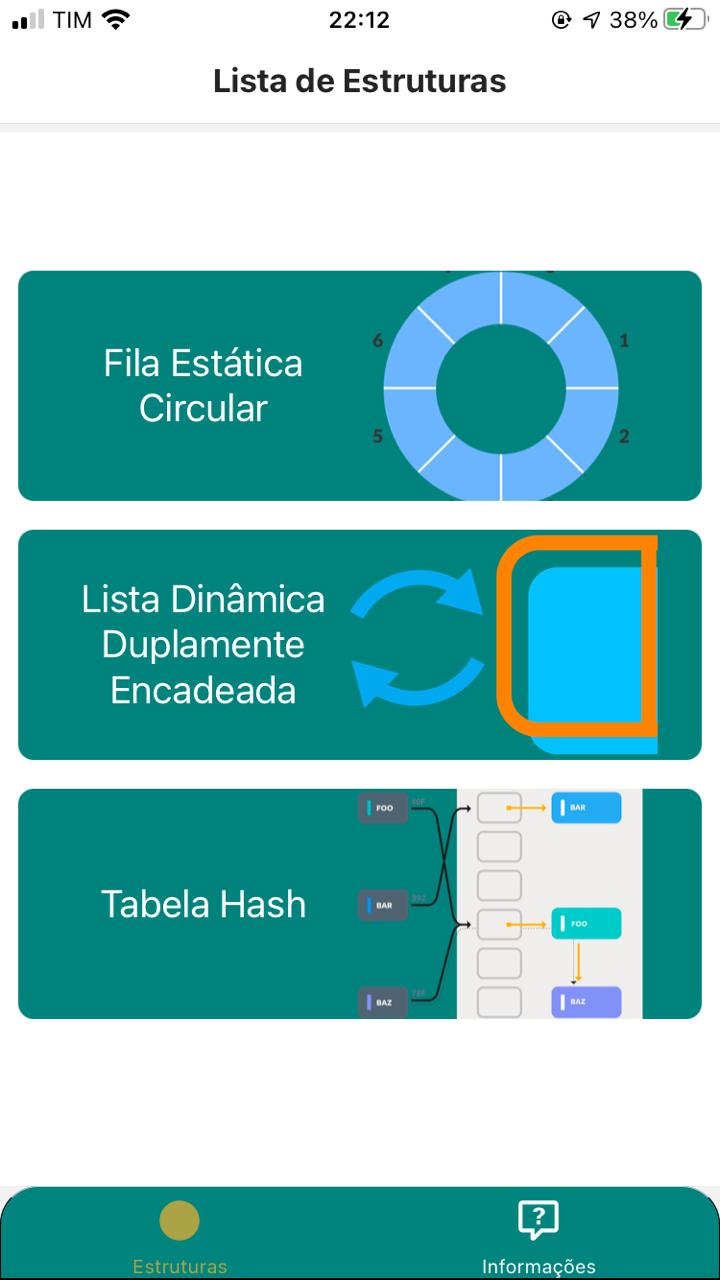 TIM 22:12 38%
Lista de Estruturas
6 1
Fila Estática
Circular
5 2
Lista Dinâmica
Duplamente
Encadeada
FOO BAR
392
BAR
Tabela Hash
FOO
BAZ BAZ
Estruturas Informações